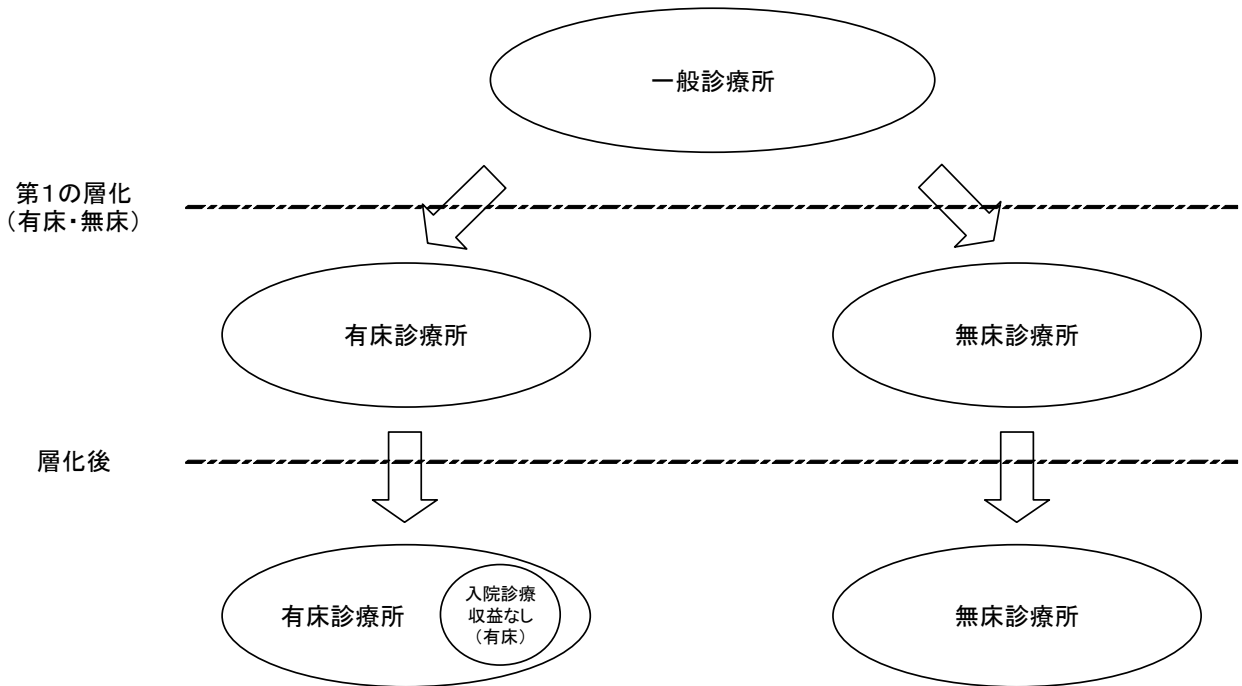 一般診療所
第1の層化
(有床・無床)
有床診療所
無床診療所
層化後
有床診療所
入院診療
収益なし
(有床)
無床診療所